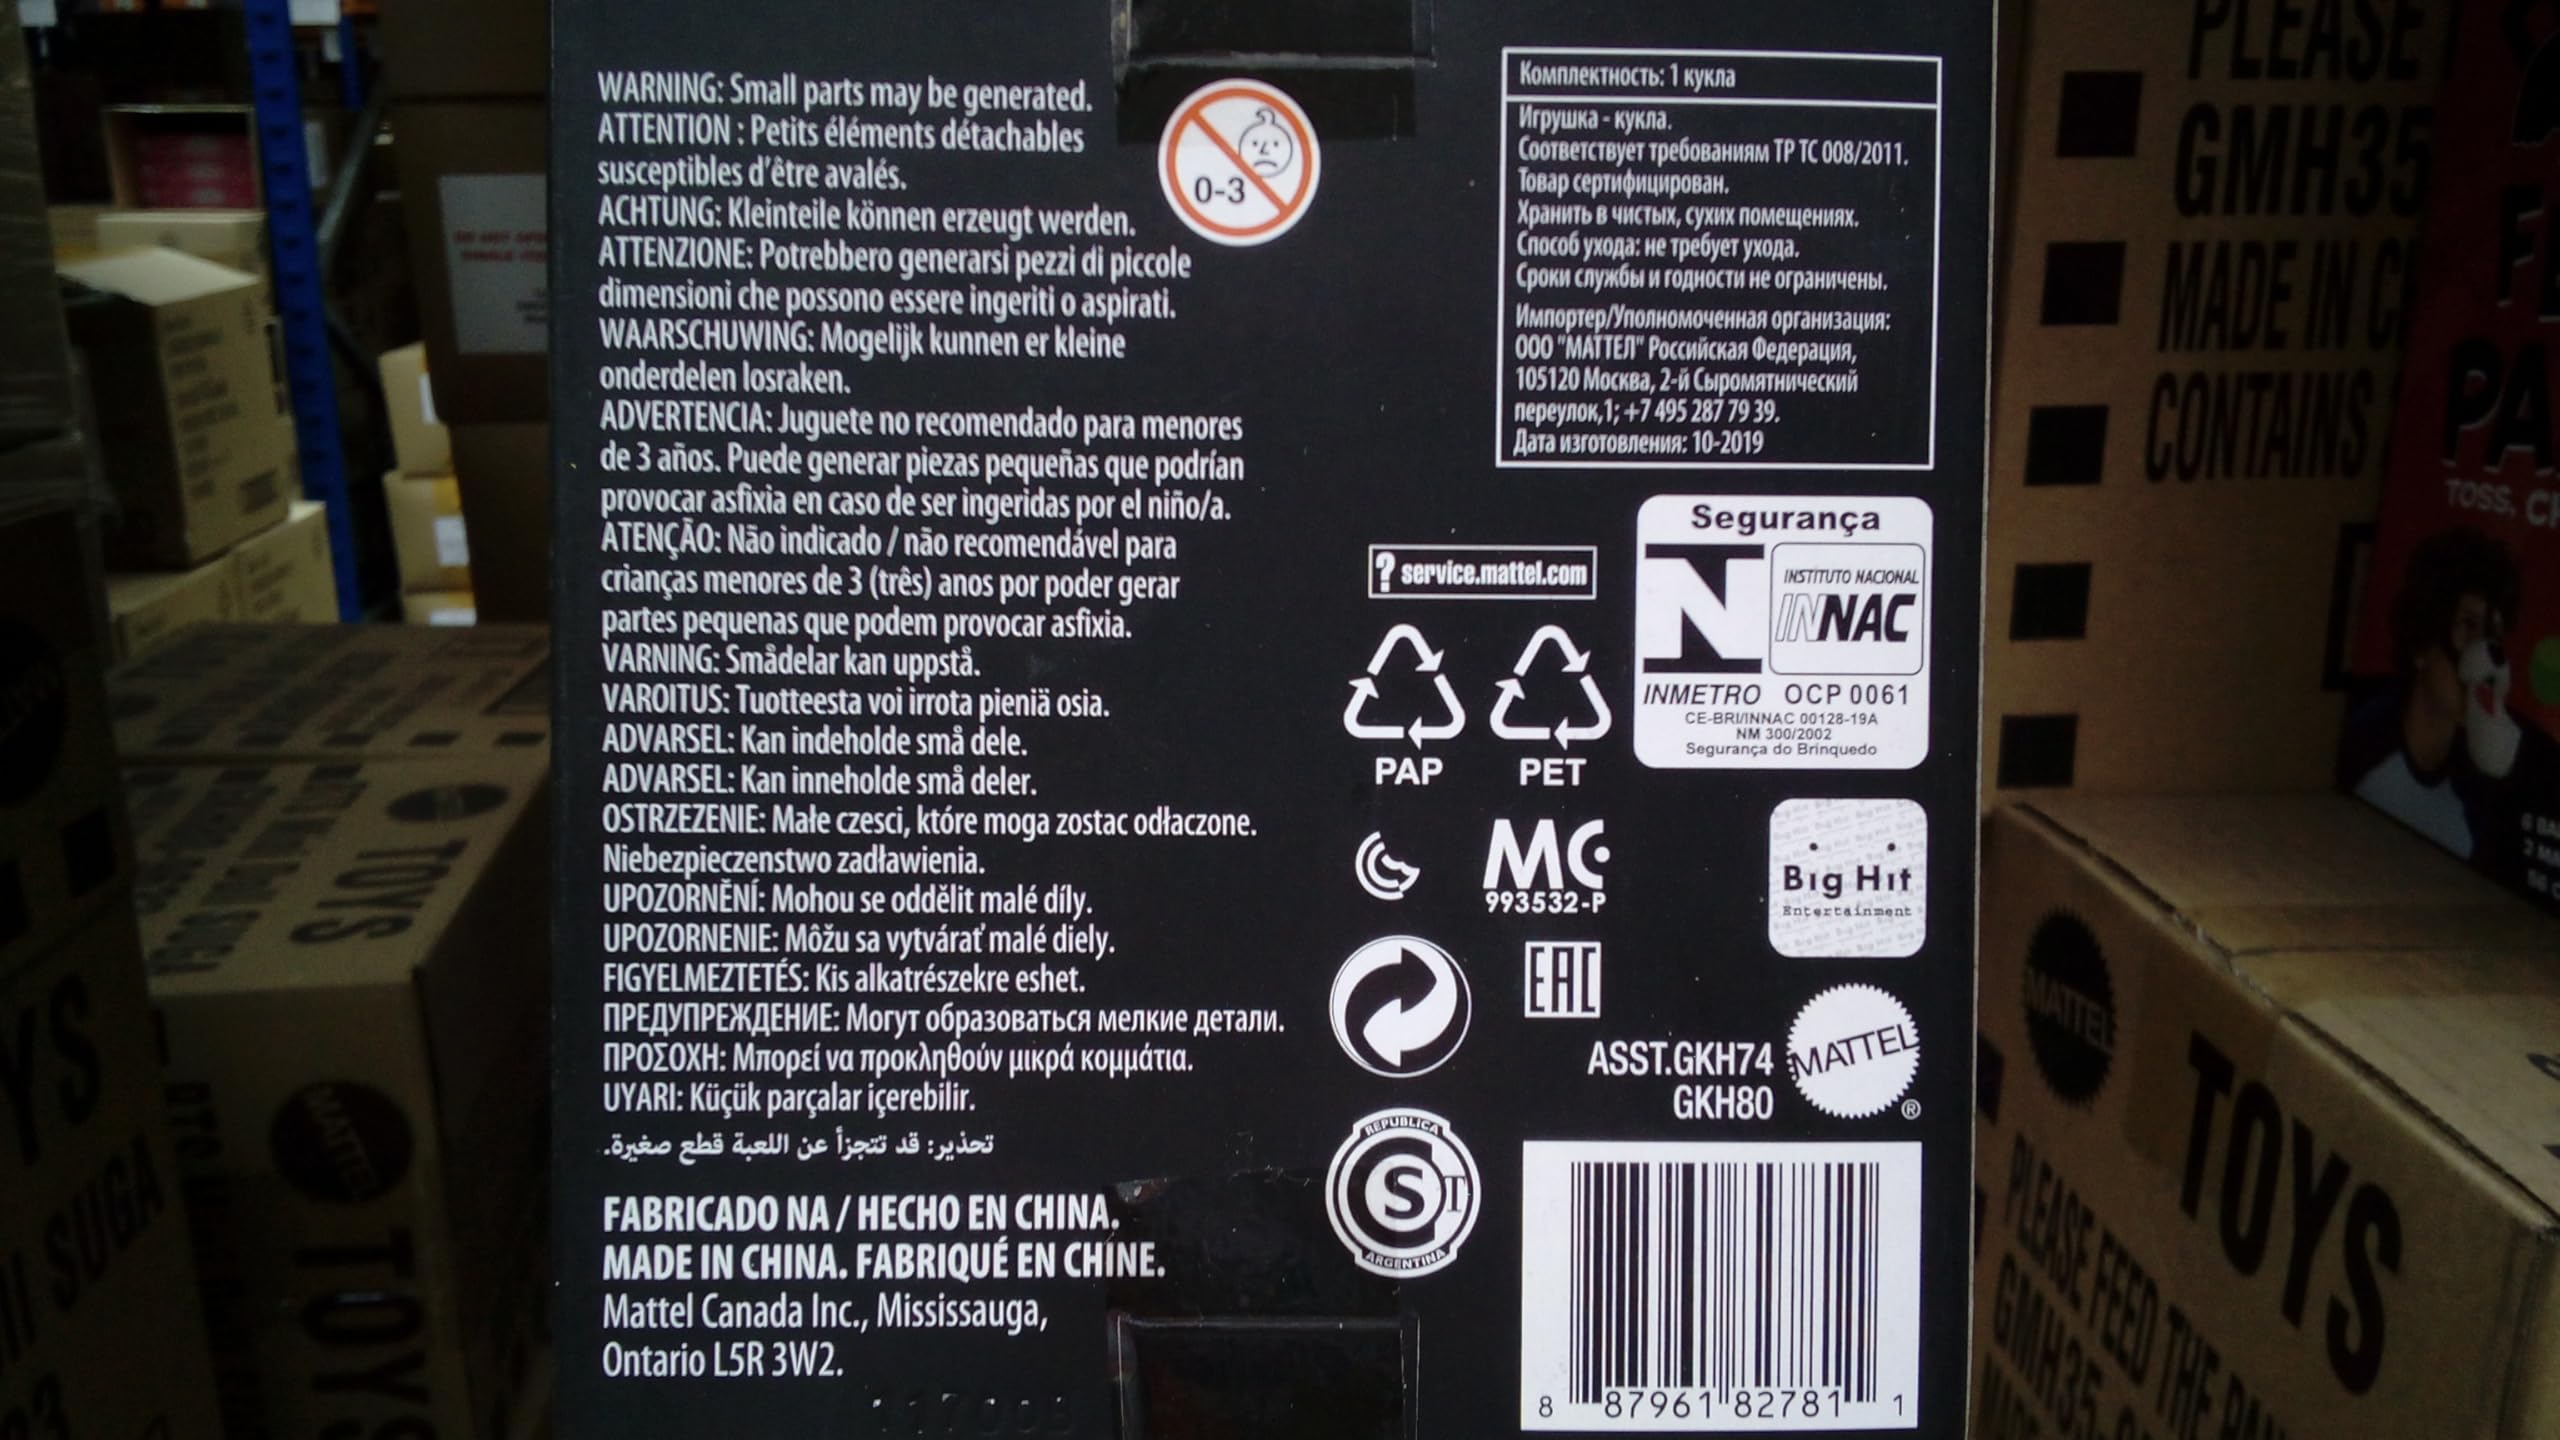 WARNING: Small parts may be generated.
ATTENTION : Petits éléments détachables
susceptibles d'être avalés.
ACHTUNG: Kleinteile können erzeugt werden.
ATTENZIONE: Potrebbero generarsi pezzi di piccole
dimensioni che possono essere ingeriti o aspirati.
WAARSCHUWING: Mogelijk kunnen er kleine
onderdelen losraken.
ADVERTENCIA: Juguete no recomendado para menores
de 3 años. Puede generar piezas pequeñas que podrían
provocar asfixia en caso de ser ingeridas por el niño/a.
ATENÇÃO: Não indicado / não recomendável para
crianças menores de 3 (três) anos por poder gerar
partes pequenas que podem provocar asfixia.
VARNING: Smådelar kan uppstå.
VAROITUS: Tuotteesta voi irrota pieniä osia.
ADVARSEL: Kan indeholde små dele.
ADVARSEL: Kan inneholde små deler.
OSTRZEZENIE: Małe czesci, które moga zostac odłaczone.
Niebezpieczenstwo zadławienia.
UPOZORNĚNÍ: Mohou se oddělit malé díly.
UPOZORNENIE: Môžu sa vytvárať malé diely.
FIGYELMEZTETÉS: Kis alkatrészekre eshet.
ПРЕДУПРЕЖДЕНИЕ: Могут образоваться мелкие детали.
ΠΡΟΣΟΧΗ: Μπορεί να προκληθούν μικρά κομμάτια.
UYARI: Küçük parçalar içerebilir.
تحذير: قد تتجزأ عن اللعبة قطع صغيرة.
FABRICADO NA / HECHO EN CHINA.
MADE IN CHINA. FABRIQUÉ EN CHINE.
Mattel Canada Inc., Mississauga,
Ontario L5R 3W2.
0-3
Комплектность: 1 кукла
Игрушка - кукла.
Соответствует требованиям ТР ТС 008/2011.
Товар сертифицирован.
Хранить в чистых, сухих помещениях.
Способ ухода: не требует ухода.
Сроки службы и годности не ограничены.
Импортер/Уполномоченная организация:
ООО "МАТТЕЛ" Российская Федерация,
105120 Москва, 2-й Сыромятнический
переулок,1; +7 495 287 79 39.
Дата изготовления: 10-2019
? service.mattel.com
PAP
PET
Segurança
INSTITUTO NACIONAL
INNAC
INMETRO OCP 0061
CE-BRI/INNAC 00128-19A
NM 300/2002
Segurança do Brinquedo
MC
993532-P
Big Hit
Entertainment
EAC
ASST.GKH74
GKH80
MATTEL
®
REPUBLICA
S T
ARGENTINA
8 87961 82781 1
PLEASE
GMH35
MADE IN C
CONTAINS
TOSS,
MATTEL
TOYS
PLEASE FEED THE
GMH35
TOYS
MATTEL
TOYS
SUGA